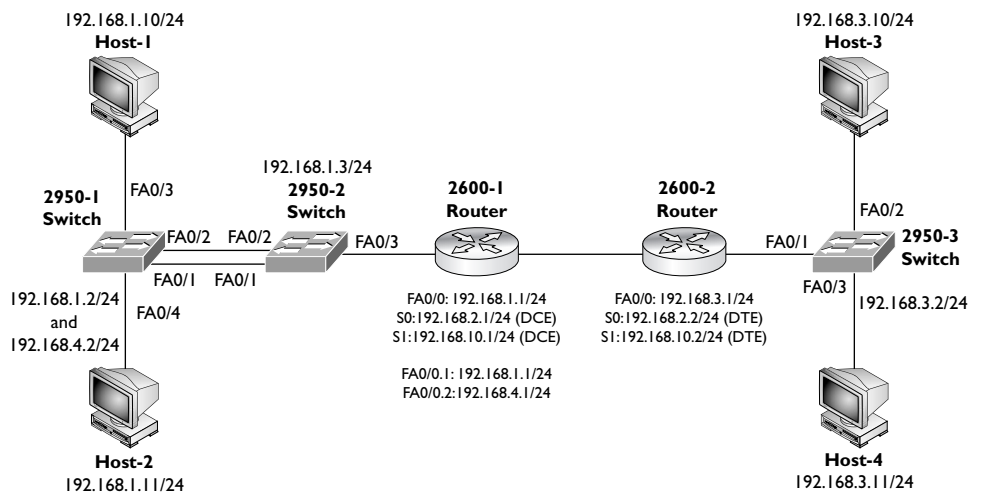 192.168.1.10/24
Host-1
192.168.3.10/24
Host-3
192.168.1.3/24
2950-1
Switch
FA0/3
2950-2
Switch
2600-1
Router
2600-2
Router
FA0/2
2950-3
Switch
FA0/2
FA0/2
FA0/3
FA0/1
FA0/1
FA0/1
FA0/3
192.168.1.2/24
and
192.168.4.2/24
FA0/4
FA0/0: 192.168.1.1/24
S0:192.168.2.1/24 (DCE)
S1:192.168.10.1/24 (DCE)
FA0/0.1: 192.168.1.1/24
FA0/0.2:192.168.4.1/24
FA0/0: 192.168.3.1/24
S0:192.168.2.2/24 (DTE)
S1:192.168.10.2/24 (DTE)
192.168.3.2/24
Host-2
192.168.1.11/24
Host-4
192.168.3.11/24